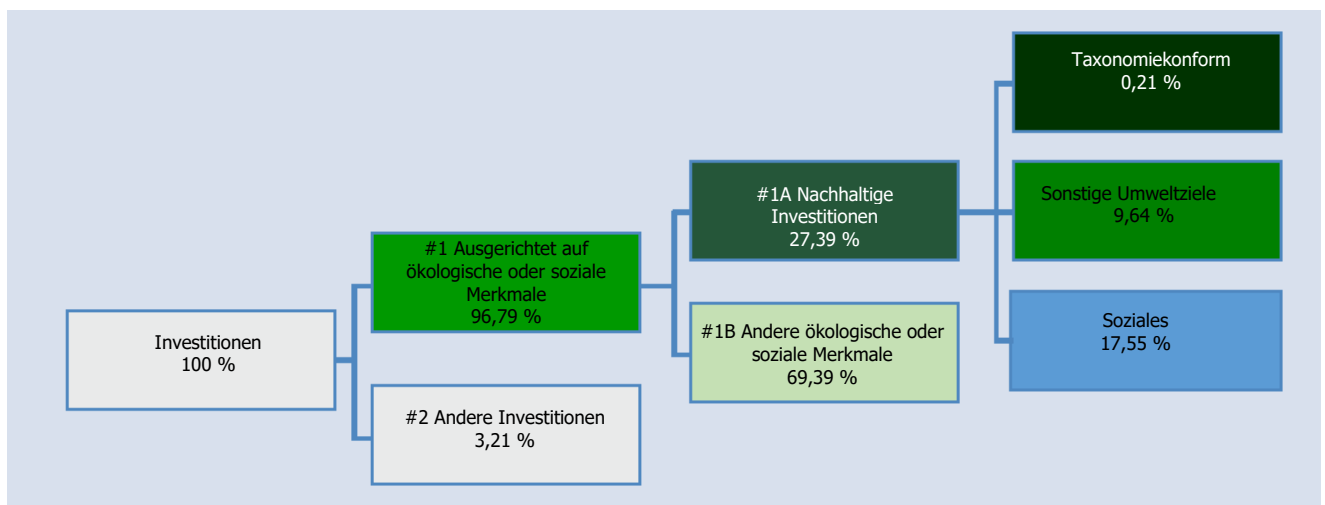 Investitionen
100 %
#1 Ausgerichtet auf
ökologische oder soziale
Merkmale
96,79 %
#2 Andere Investitionen
3,21 %
#1A Nachhaltige
Investitionen
27,39 %
#1B Andere ökologische oder
soziale Merkmale
69,39 %
Taxonomiekonform
0,21 %
Sonstige Umweltziele
9,64 %
Soziales
17,55 %